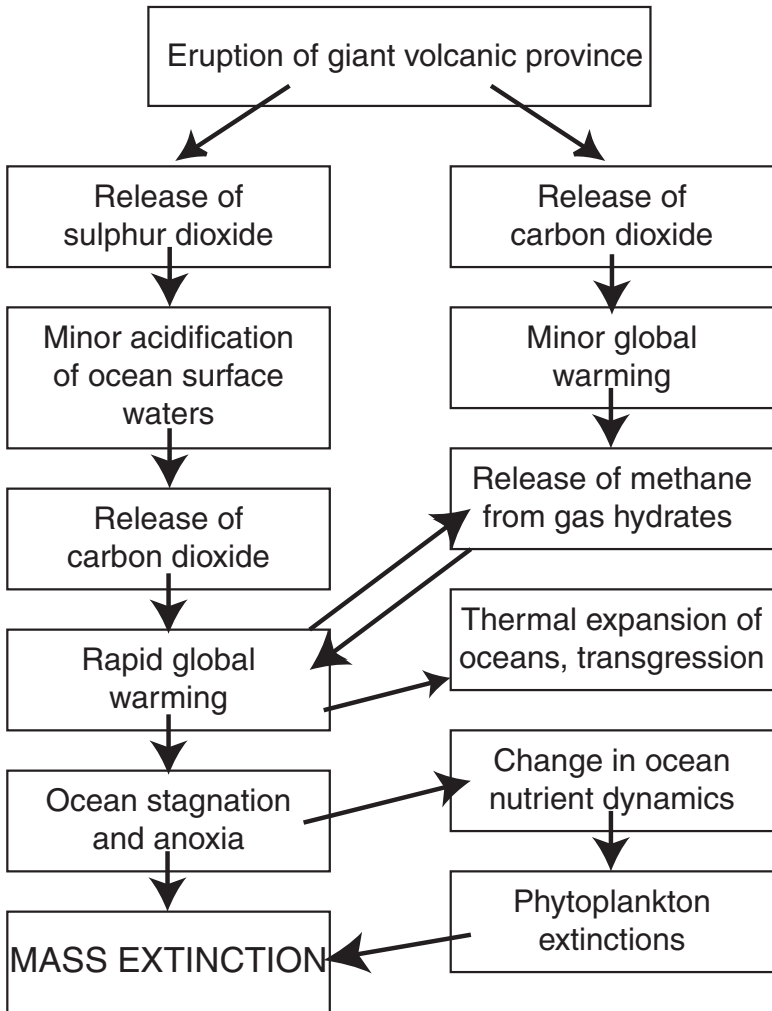 Eruption of giant volcanic province
Release of
sulphur dioxide
Release of
carbon dioxide
Minor acidification
of ocean surface
waters
Minor global
warming
Release of
carbon dioxide
Release of methane
from gas hydrates
Rapid global
warming
Thermal expansion of
oceans, transgression
Ocean stagnation
and anoxia
Change in ocean
nutrient dynamics
MASS EXTINCTION
Phytoplankton
extinctions